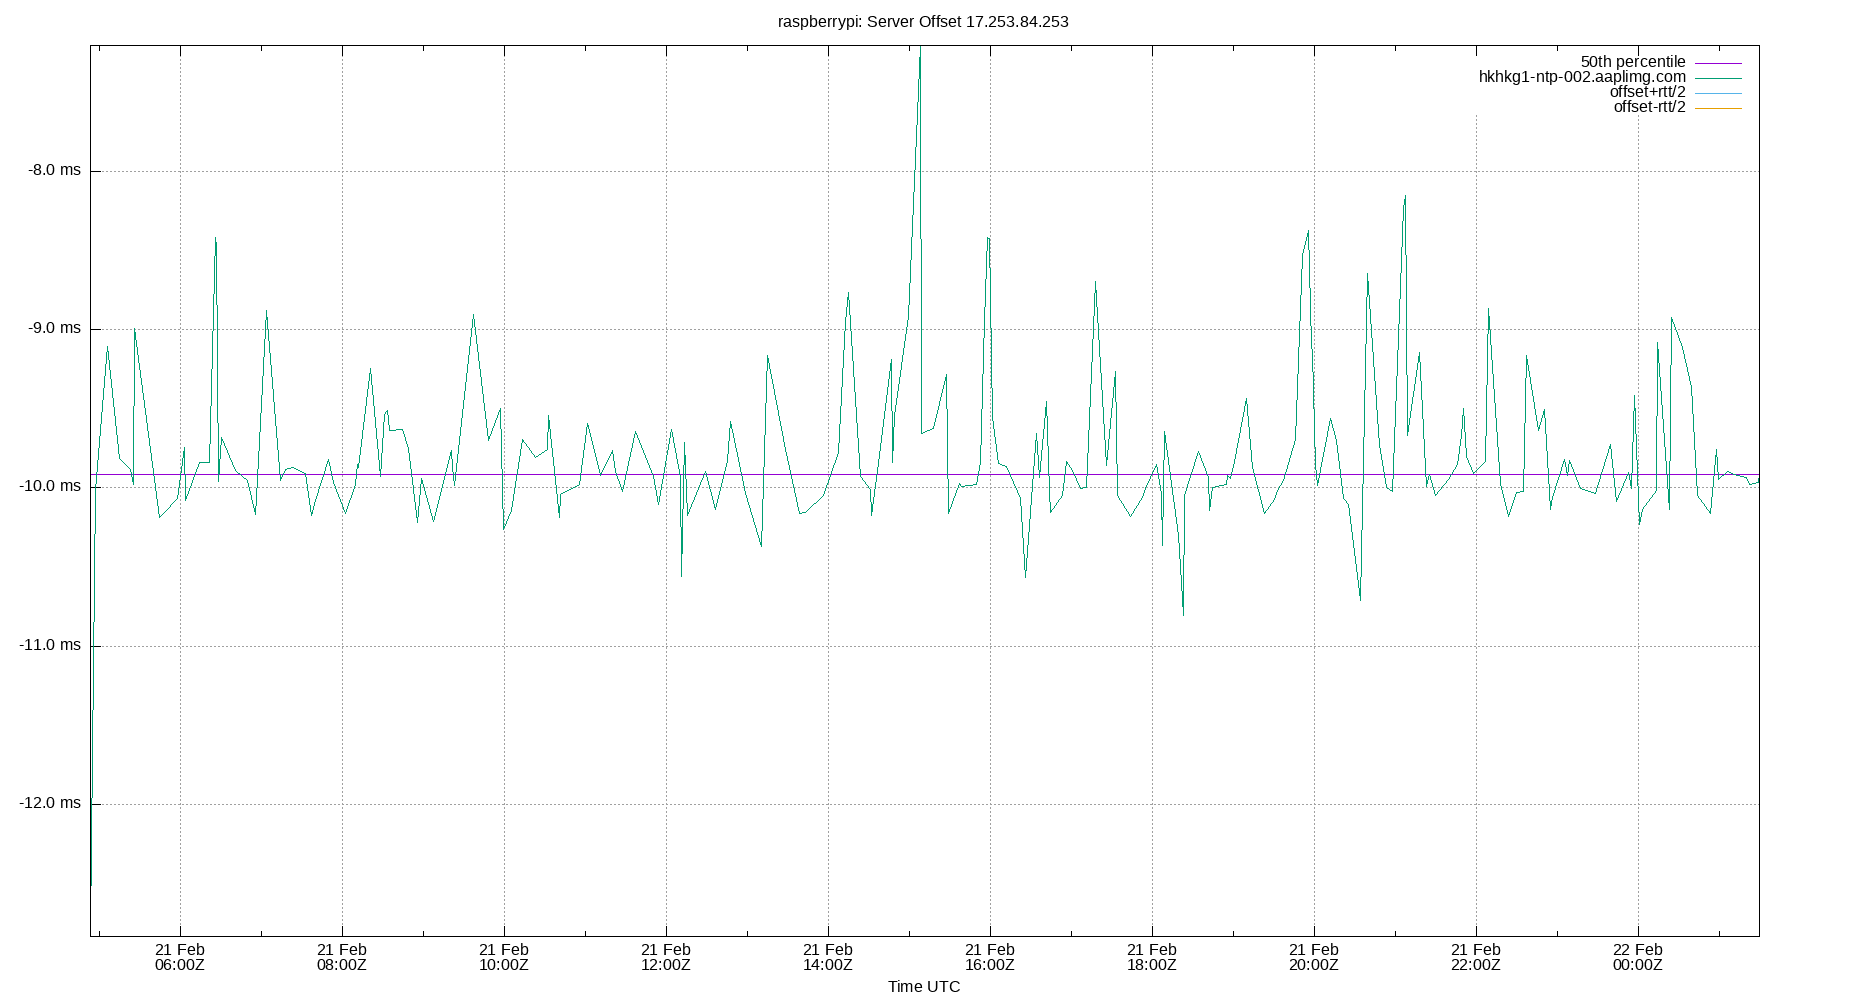 raspberrypi: Server Offset 17.253.84.253
50th percentile
hkhkg1-ntp-002.aaplimg.com
offset+rtt/2
offset-rtt/2
-8.0 ms
-9.0 ms
-10.0 ms
-11.0 ms
-12.0 ms
21 Feb 21 Feb 21 Feb 21 Feb 21 Feb 21 Feb 21 Feb 21 Feb 21 Feb 22 Feb
06:00Z 08:00Z 10:00Z 12:00Z 14:00Z 16:00Z 18:00Z 20:00Z 22:00Z 00:00Z
Time UTC